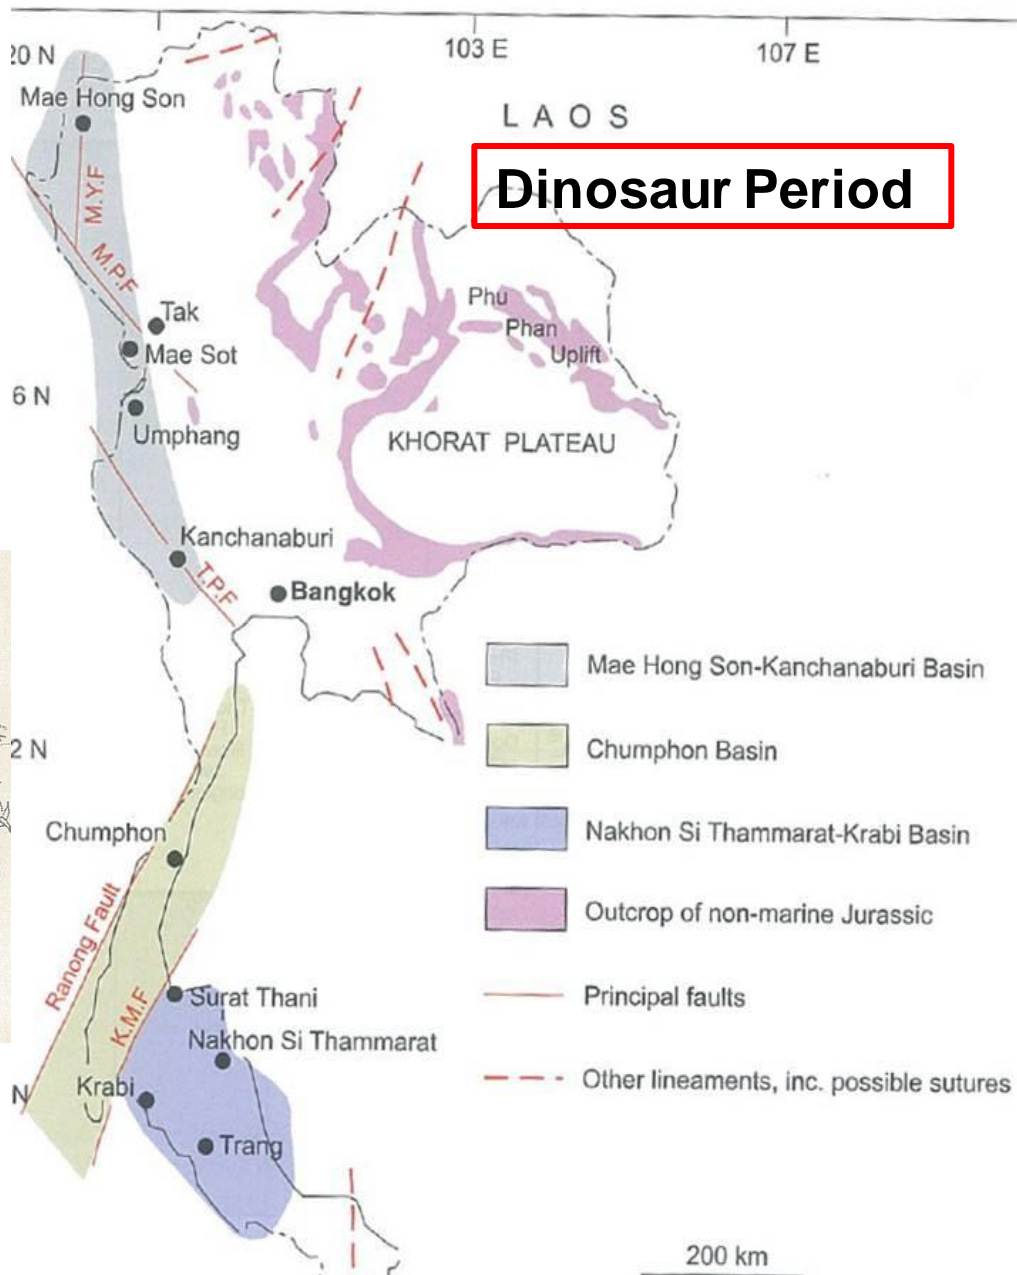 20 N
103 E
107 E
Mae Hong Son
LAOS
Dinosaur Period
M.Y.F
M.P.F
Tak
Mae Sot
Phu
Phan
Uplift
6 N
Umphang
KHORAT PLATEAU
Kanchanaburi
T.P.F
Bangkok
Mae Hong Son-Kanchanaburi Basin
2 N
Chumphon Basin
Chumphon
Nakhon Si Thammarat-Krabi Basin
Ranong Fault
Outcrop of non-marine Jurassic
K.M.F
Surat Thani
Principal faults
Nakhon Si Thammarat
N
Krabi
Other lineaments, inc. possible sutures
Trang
200 km